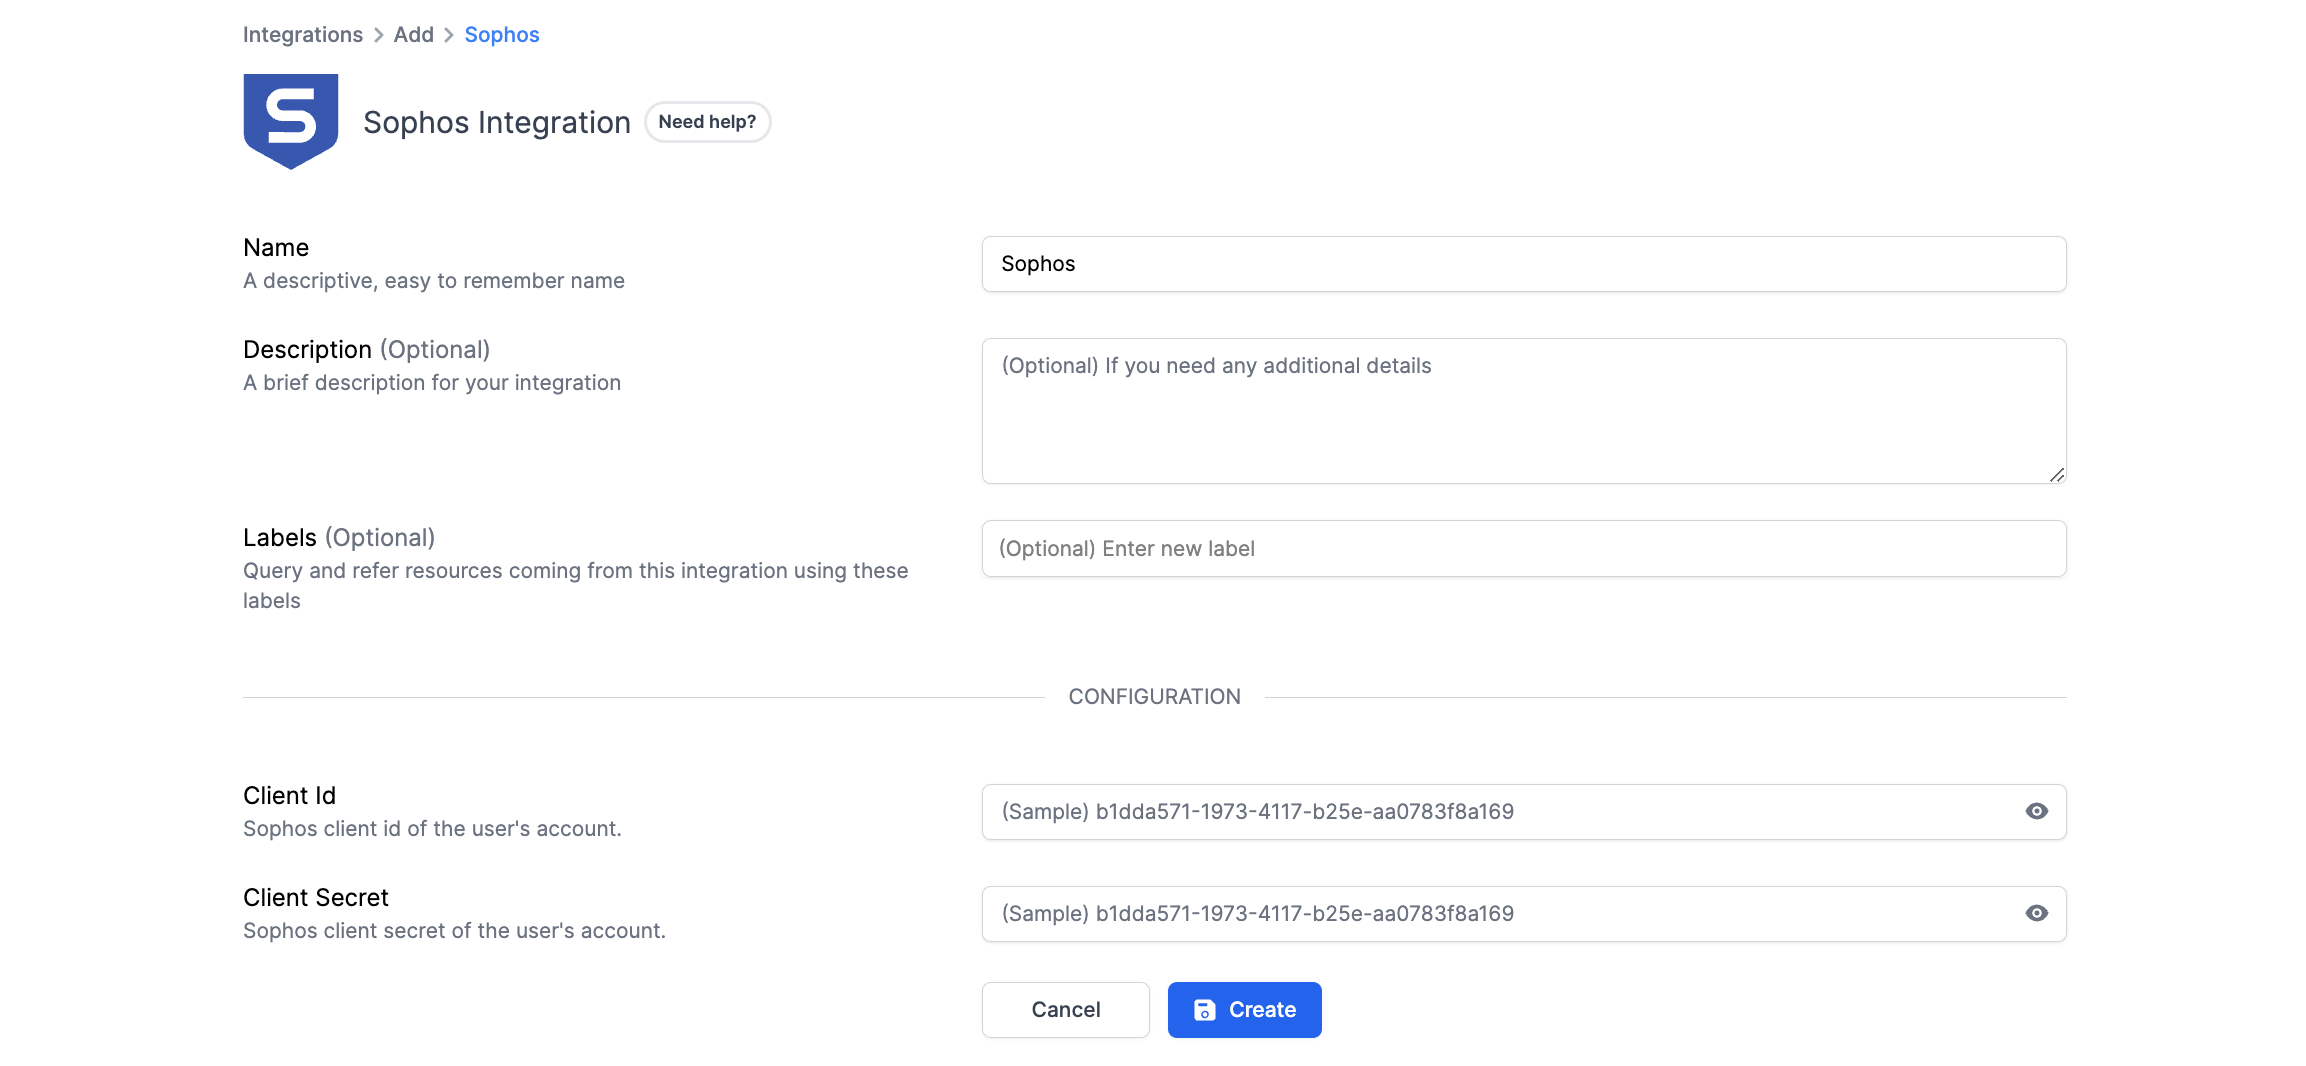 Integrations > Add > Sophos
S
Sophos Integration
Need help?
Name
A descriptive, easy to remember name
Sophos
Description (Optional)
A brief description for your integration
(Optional) If you need any additional details
Labels (Optional)
Query and refer resources coming from this integration using these
labels
(Optional) Enter new label
CONFIGURATION
Client Id
Sophos client id of the user's account.
(Sample) b1dda571-1973-4117-b25e-aa0783f8a169
Client Secret
Sophos client secret of the user's account.
(Sample) b1dda571-1973-4117-b25e-aa0783f8a169
Cancel
Create